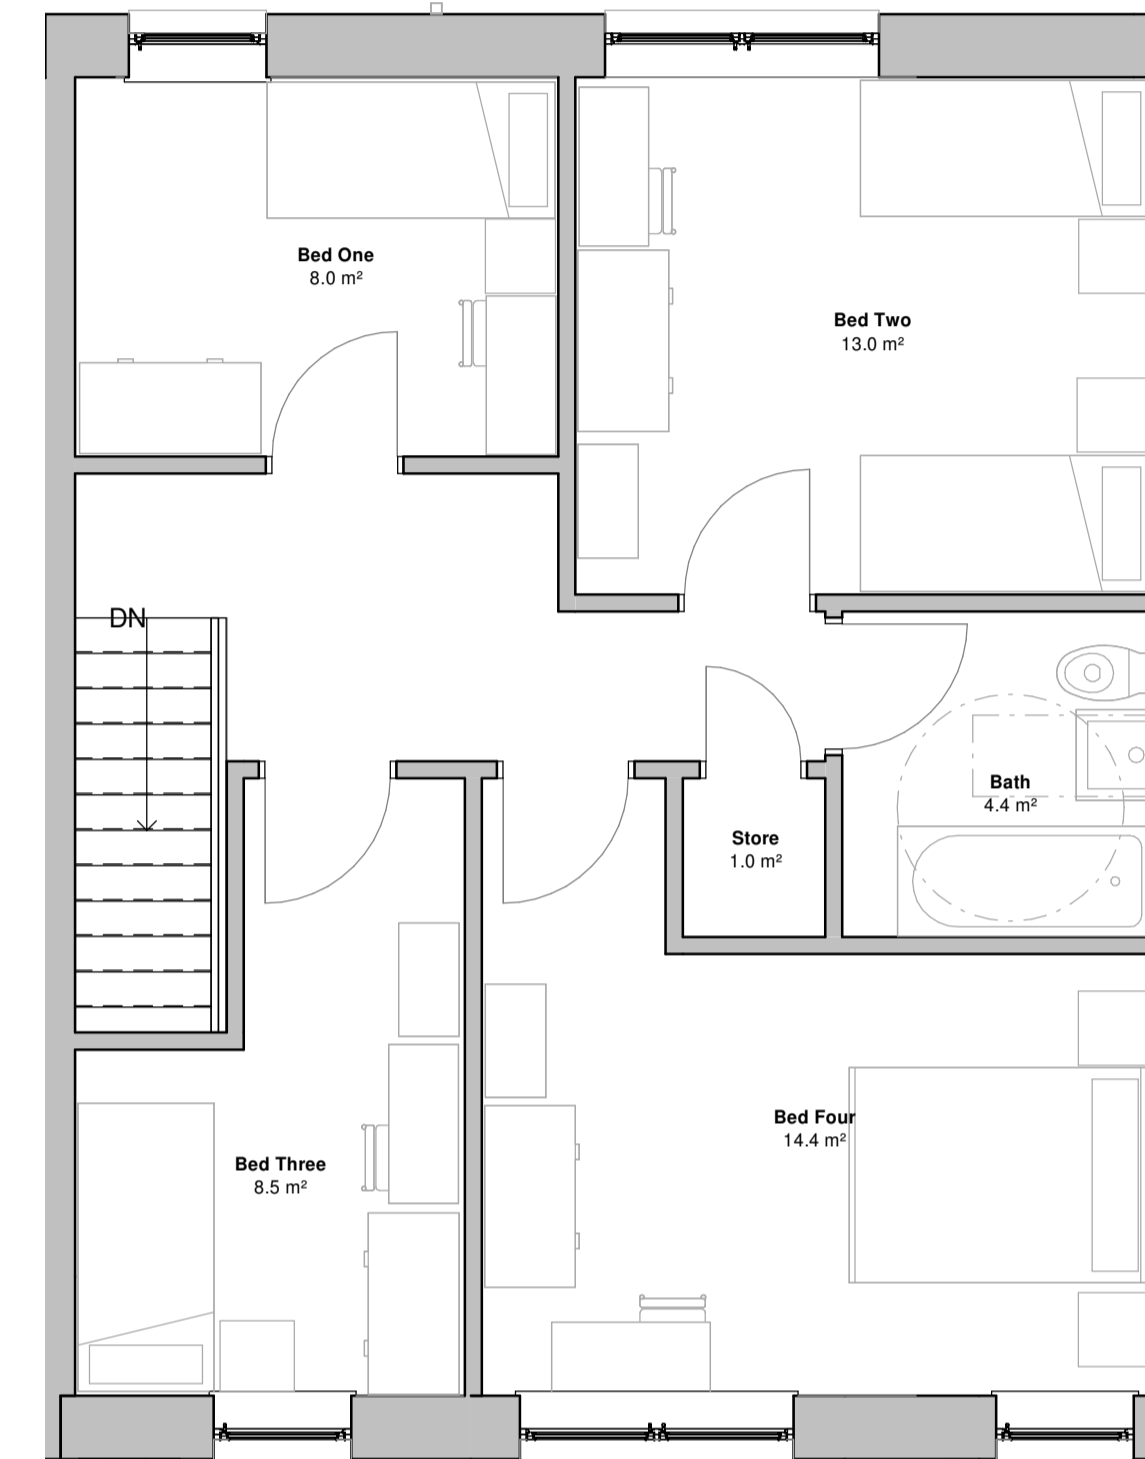 Bed One
8.0 m²
Bed Two
13.0 m²
DN
Bath
4.4 m²
Store
1.0 m²
Bed Four
14.4 m²
Bed Three
8.5 m²